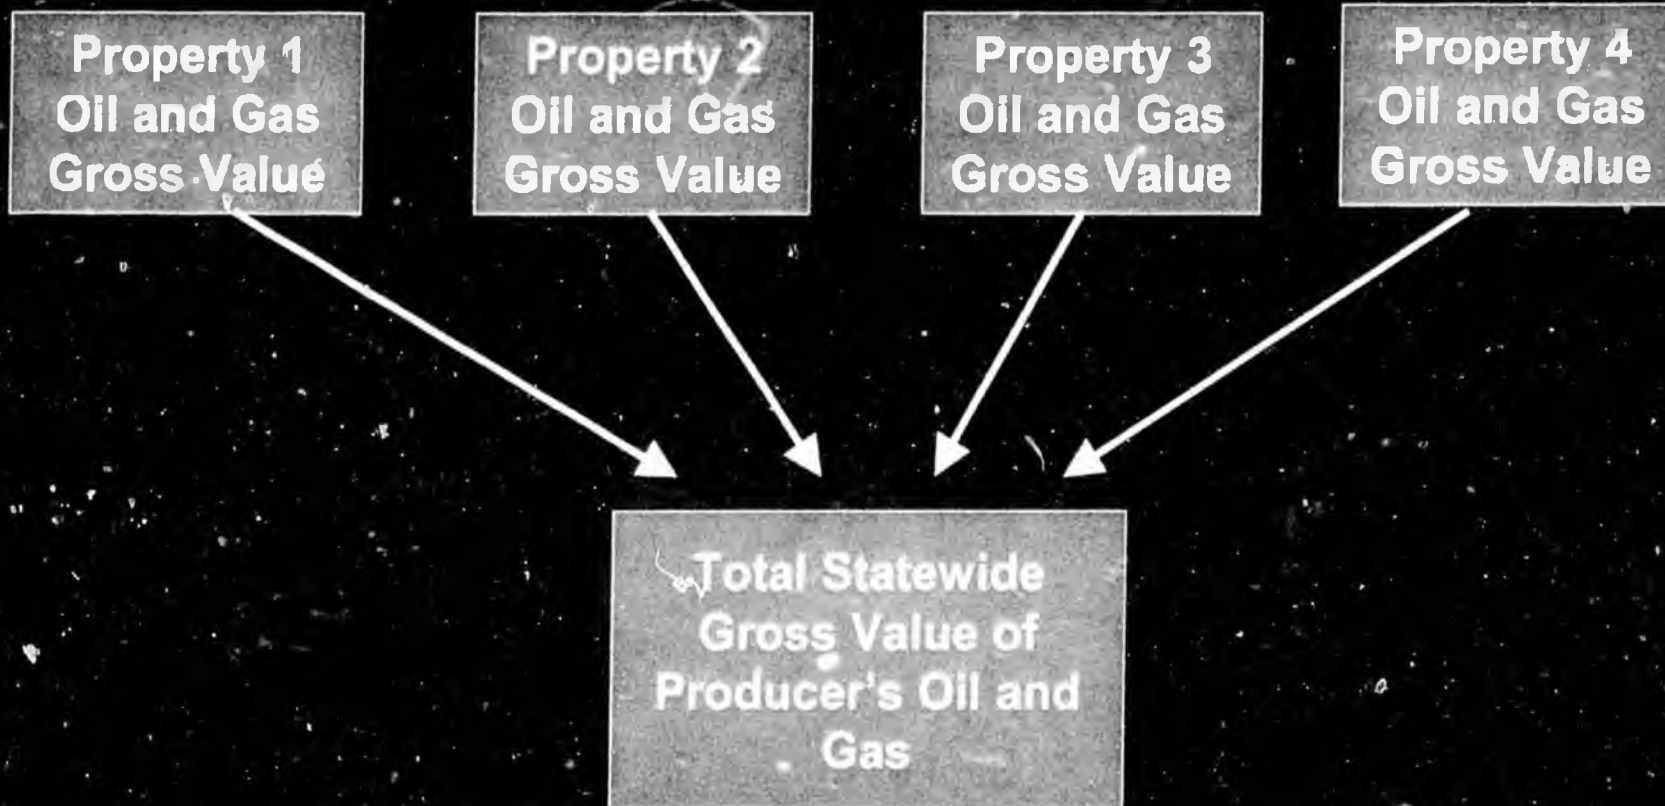 Property 1
Oil and Gas
Gross Value
Property 2
Oil and Gas
Gross Value
Property 3
Oil and Gas
Gross Value
Property 4
Oil and Gas
Gross Value
Total Statewide
Gross Value of
Producer's Oil and
Gas